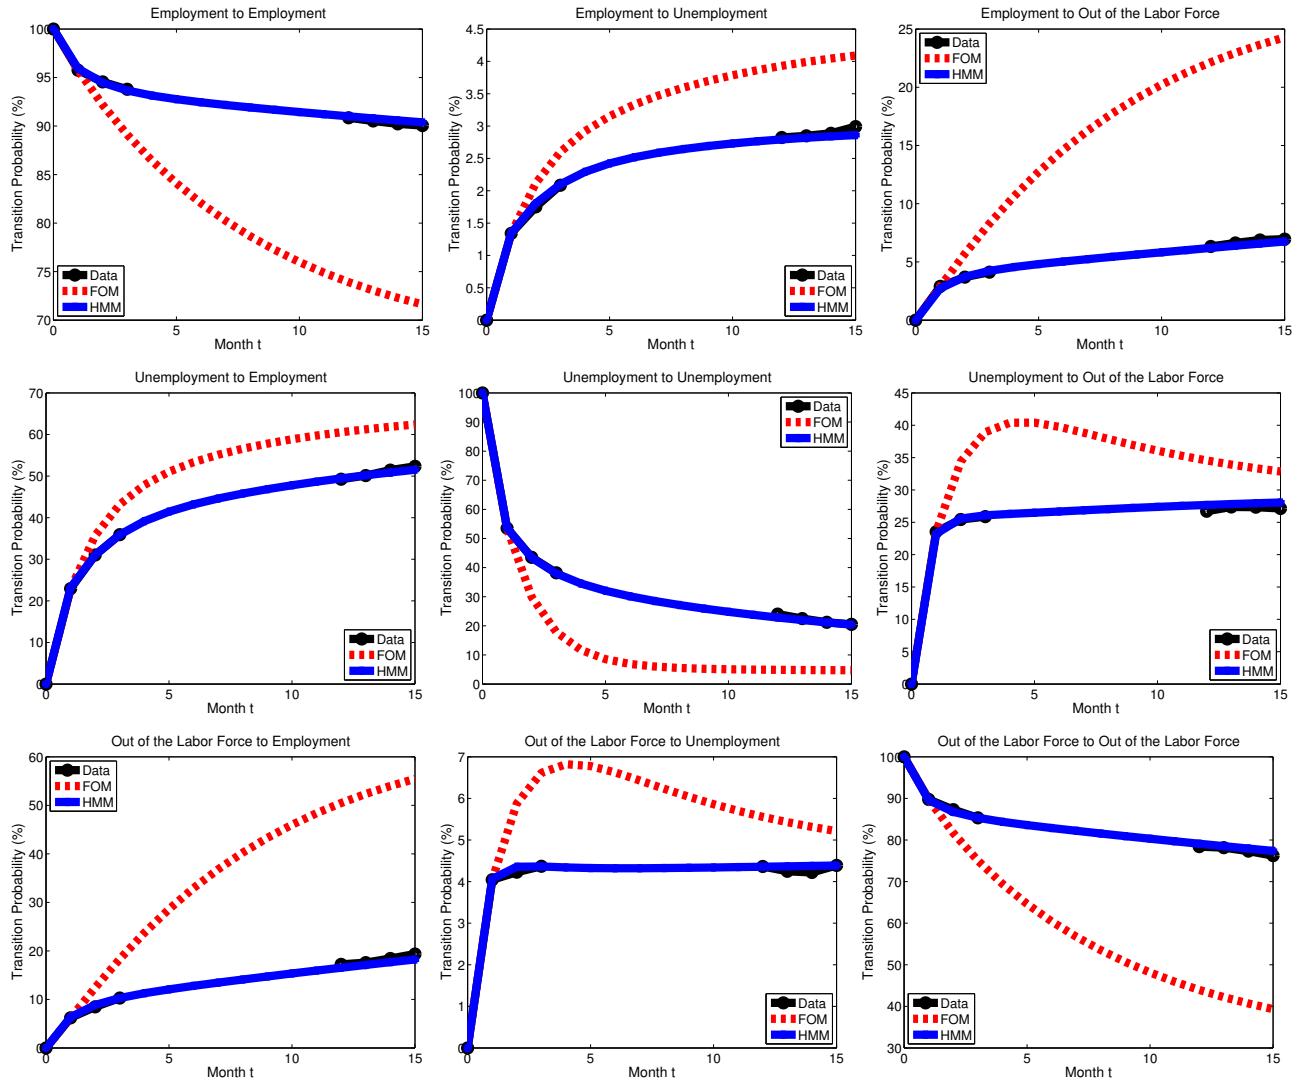 Employment to Employment
100
95
90
85
80
75
70
0
5
10
15
Transition Probability (%)
Month t
Data
FOM
HMM
Employment to Unemployment
4.5
4
3.5
3
2.5
2
1.5
1
0.5
0
0
5
10
15
Transition Probability (%)
Month t
Data
FOM
HMM
Employment to Out of the Labor Force
25
20
15
10
5
0
0
5
10
15
Transition Probability (%)
Month t
Data
FOM
HMM
Unemployment to Employment
70
60
50
40
30
20
10
0
0
5
10
15
Transition Probability (%)
Month t
Data
FOM
HMM
Unemployment to Unemployment
100
90
80
70
60
50
40
30
20
10
0
0
5
10
15
Transition Probability (%)
Month t
Data
FOM
HMM
Unemployment to Out of the Labor Force
45
40
35
30
25
20
15
10
5
0
0
5
10
15
Transition Probability (%)
Month t
Data
FOM
HMM
Out of the Labor Force to Employment
60
50
40
30
20
10
0
0
5
10
15
Transition Probability (%)
Month t
Data
FOM
HMM
Out of the Labor Force to Unemployment
7
6
5
4
3
2
1
0
0
5
10
15
Transition Probability (%)
Month t
Data
FOM
HMM
Out of the Labor Force to Out of the Labor Force
100
90
80
70
60
50
40
30
0
5
10
15
Transition Probability (%)
Month t
Data
FOM
HMM